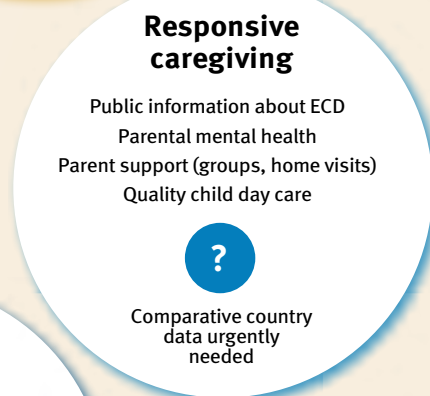 Responsive
caregiving
Public information about ECD
Parental mental health
Parent support (groups, home visits)
Quality child day care
?
Comparative country
data urgently
needed